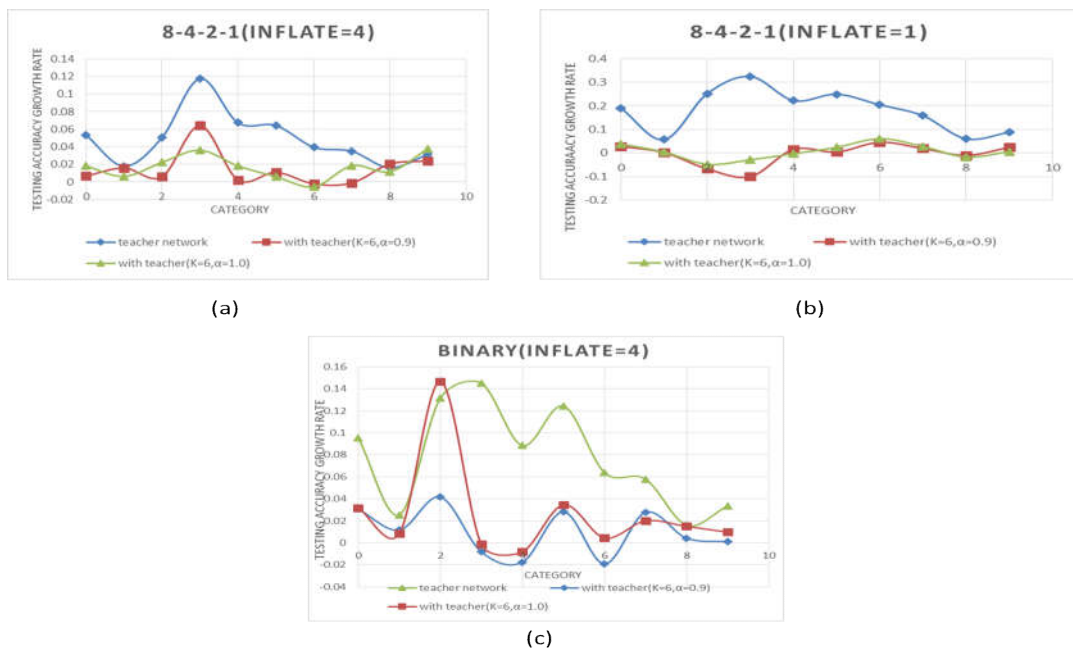 8-4-2-1(INFLATE=4)
TESTING ACCURACY GROWTH RATE
0.14
0.12
0.1
0.08
0.06
0.04
0.02
0
-0.02
0
2
4
6
8
10
CATEGORY
teacher network
with teacher(K=6,α=0.9)
with teacher(K=6,α=1.0)
(a)
8-4-2-1(INFLATE=1)
TESTING ACCURAACY GROWTH RATE
0.4
0.3
0.2
0.1
0
-0.1
-0.2
0
2
4
6
8
10
CATEGORY
teacher network
with teacher(K=6,α=0.9)
with teacher(K=6,α=1.0)
(b)
BINARY(INFLATE=4)
TESTING ACCURACY GROWTH RATE
0.16
0.14
0.12
0.1
0.08
0.06
0.04
0.02
0
-0.02
-0.04
0
2
4
6
8
10
CATEGORY
teacher network
with teacher(K=6,α=0.9)
with teacher(K=6,α=1.0)
(c)